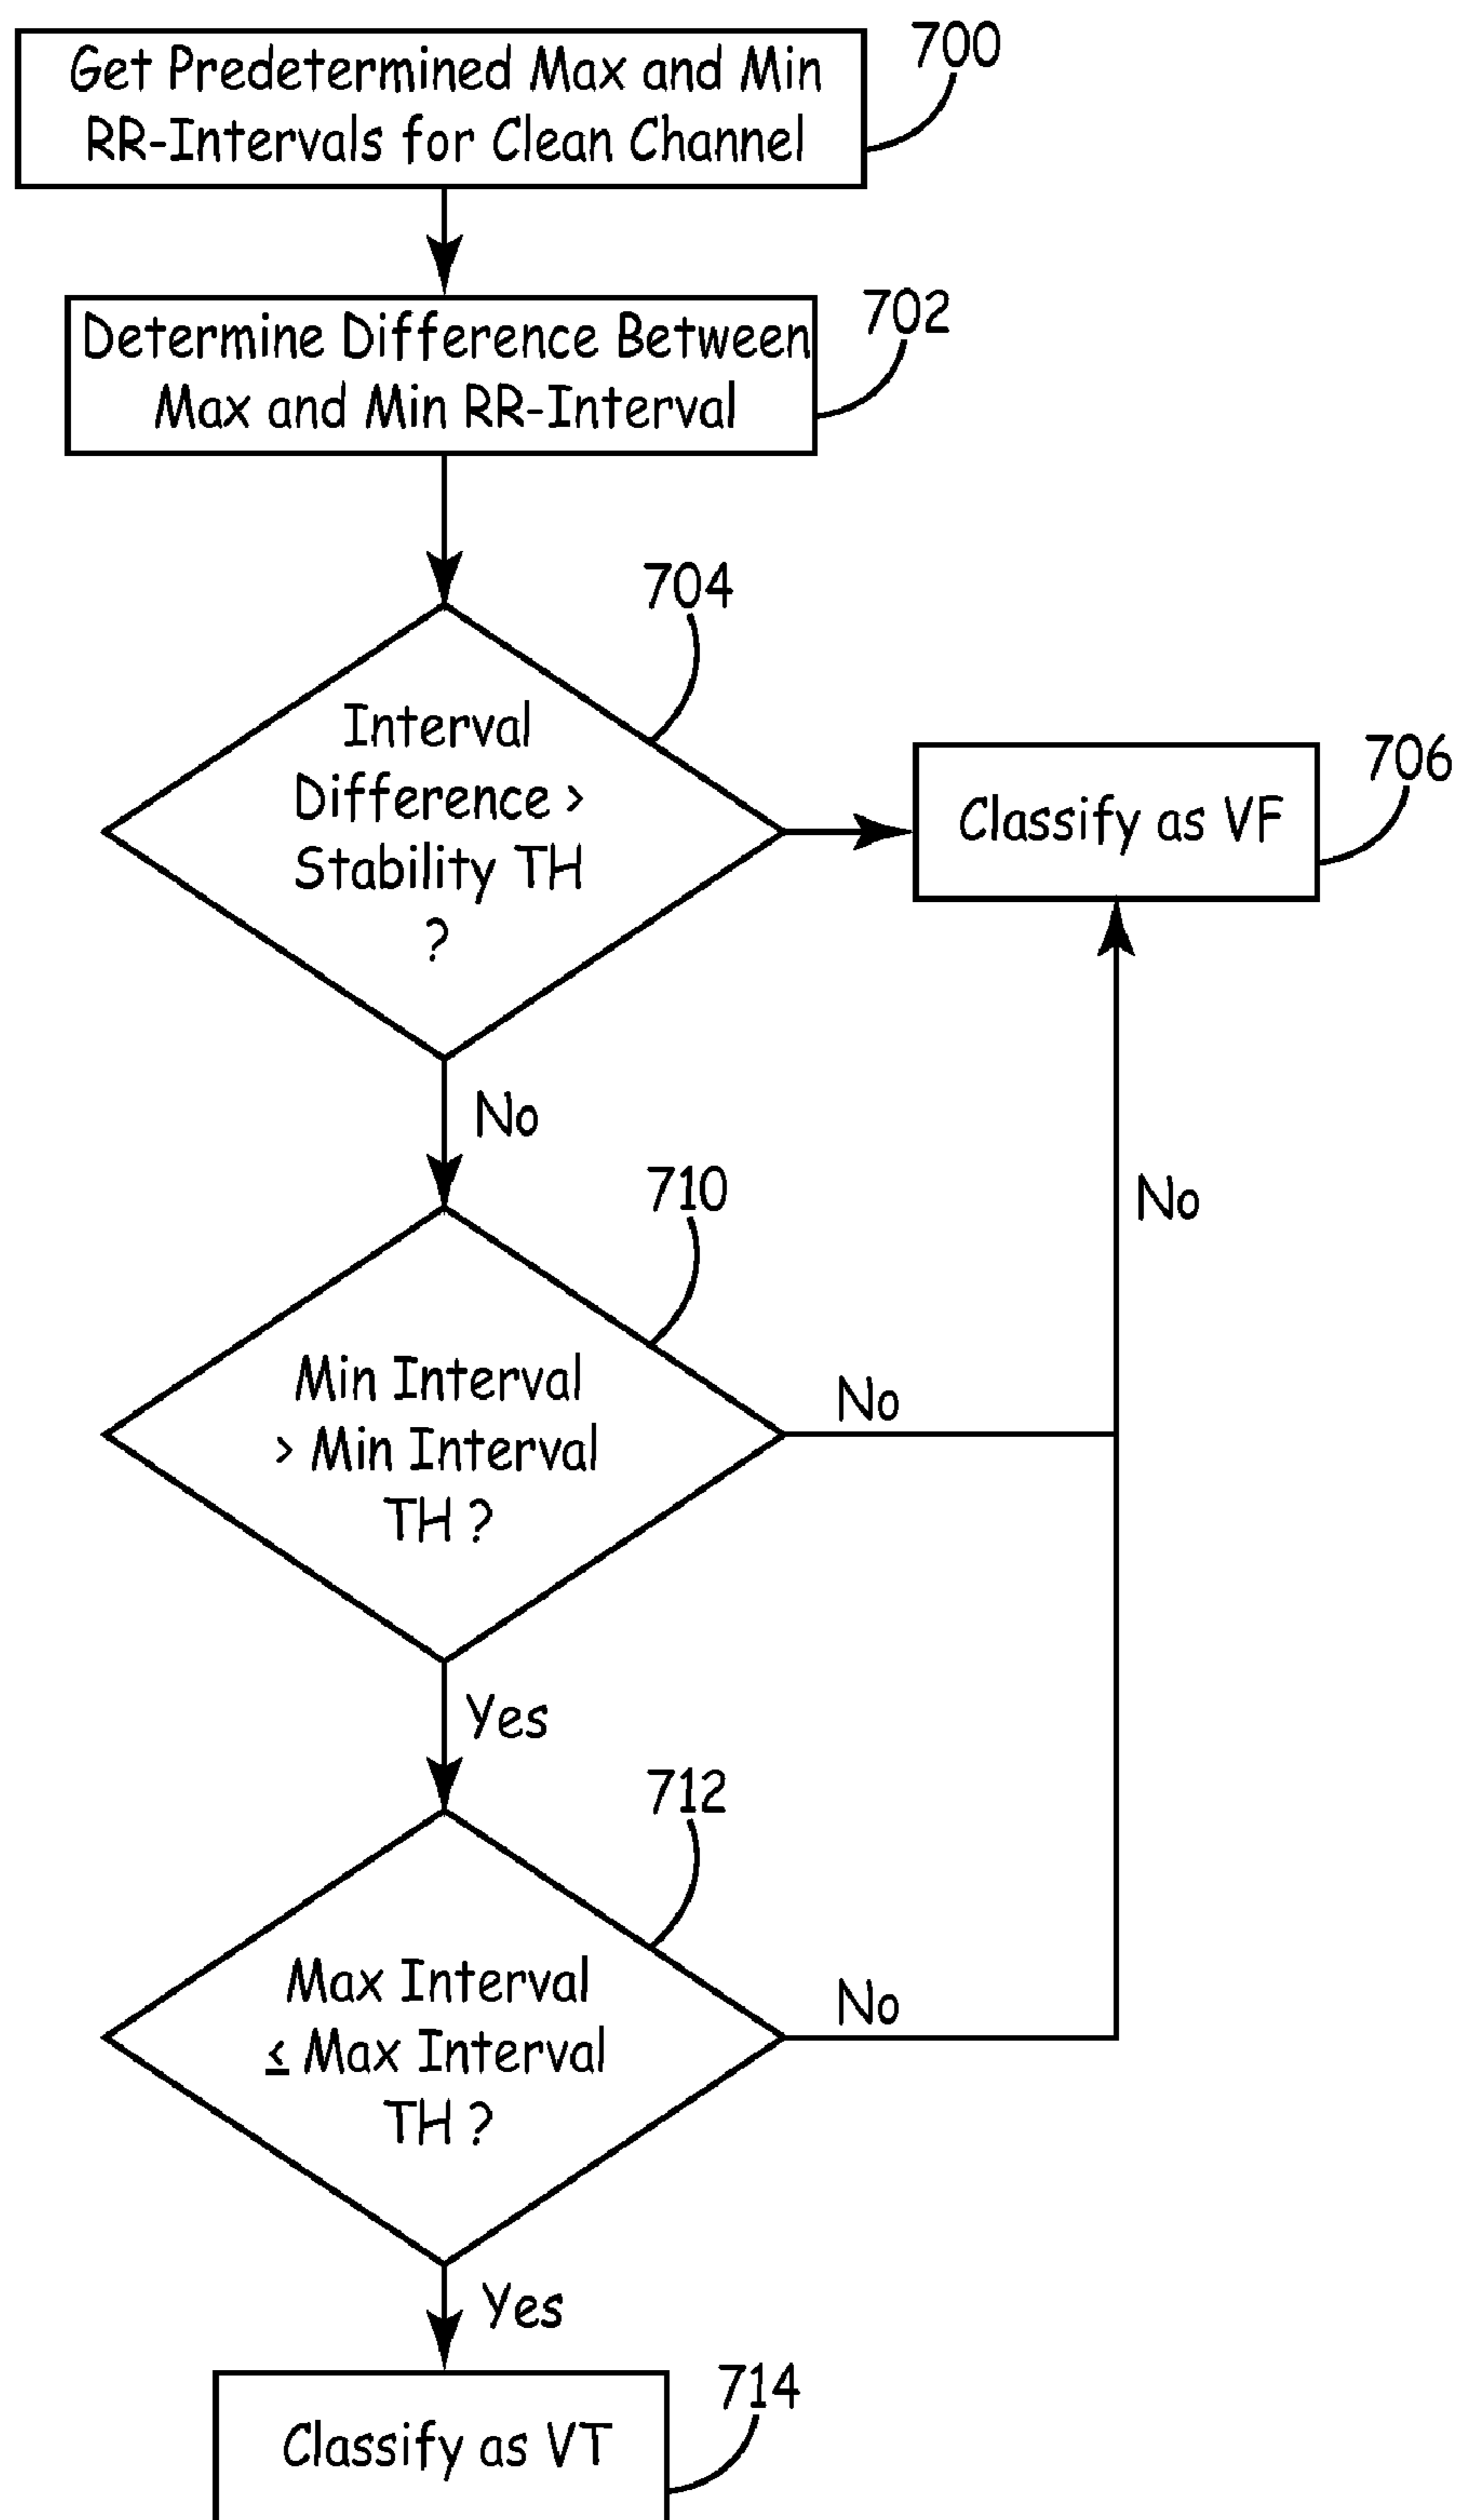 Get Predetermined Max and Min
RR-Intervals for Clean Channel
700
Determine Difference Between
Max and Min RR-Interval
702
704
Interval
Difference >
Stability TH
?
706
Classify as VF
No
710
No
Min Interval
> Min Interval
TH ?
No
Yes
712
Max Interval
≤ Max Interval
TH ?
No
Yes
714
Classify as VT